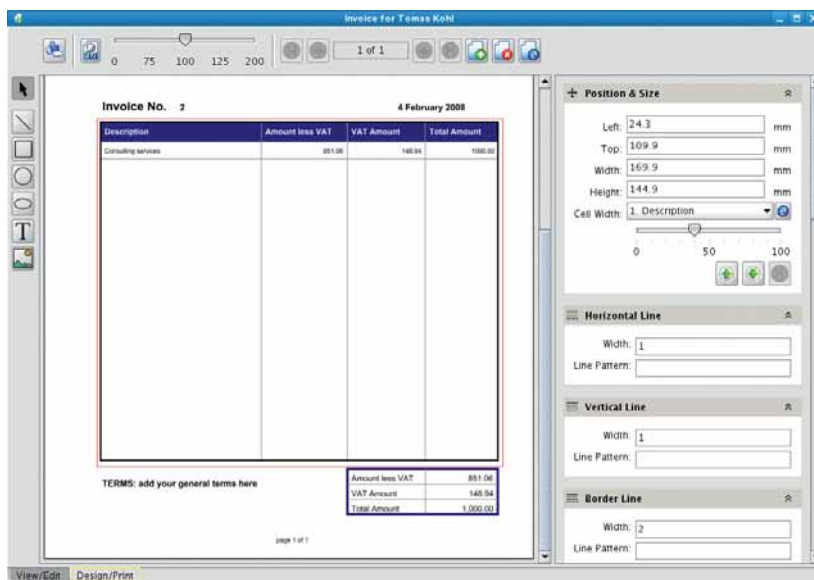 Invoice for Tomas Kohl
0 75 100 125 200
1 of 1
Invoice No. 2 4 February 2008
Description Amount less VAT VAT Amount Total Amount
Consulting services 851.06 148.94 1000.00
TERMS: add your general terms here
Amount less VAT 851.06
VAT Amount 148.94
Total Amount 1,000.00
page 1 of 1
Position & Size
Left: 24.3 mm
Top: 109.9 mm
Width: 169.9 mm
Height: 144.9 mm
Cell Width: 1. Description
0 50 100
Horizontal Line
Width: 1
Line Pattern:
Vertical Line
Width: 1
Line Pattern:
Border Line
Width: 2
Line Pattern:
View/Edit Design/Print